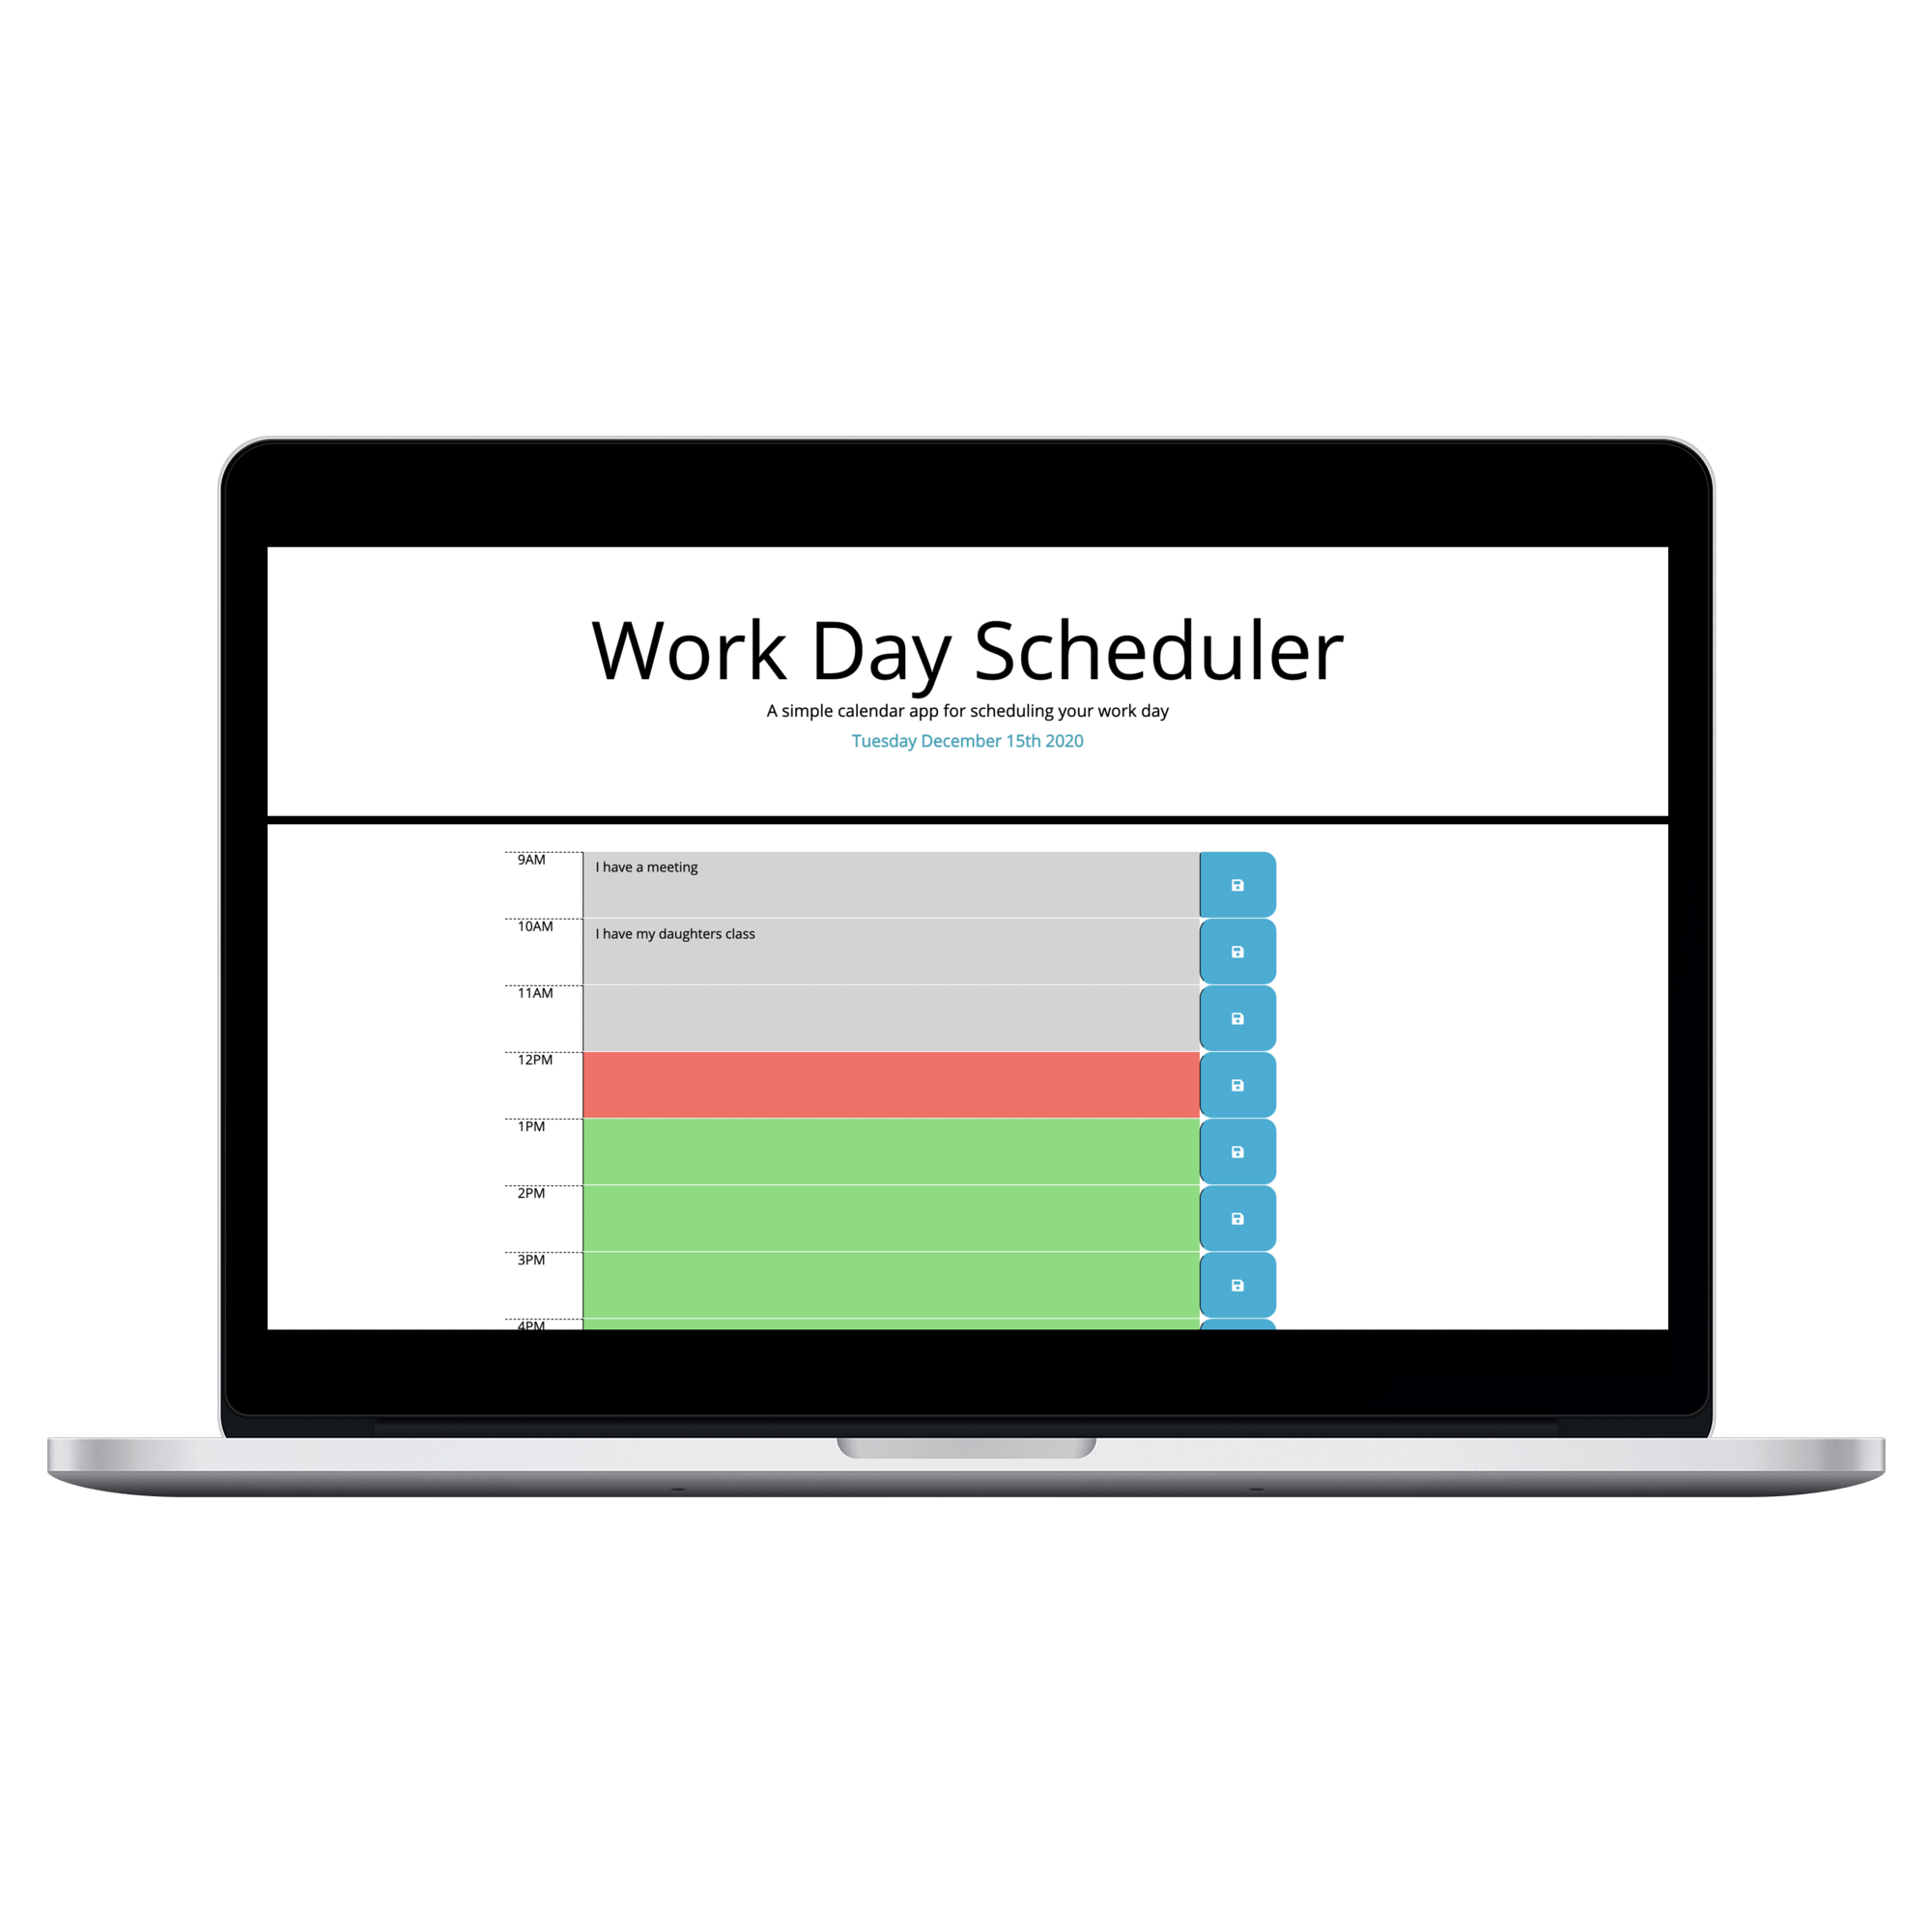 Work Day Scheduler
A simple calendar app for scheduling your work day
Tuesday December 15th 2020
9AM
I have a meeting
10AM
I have my daughters class
11AM
12PM
1PM
2PM
3PM
4PM